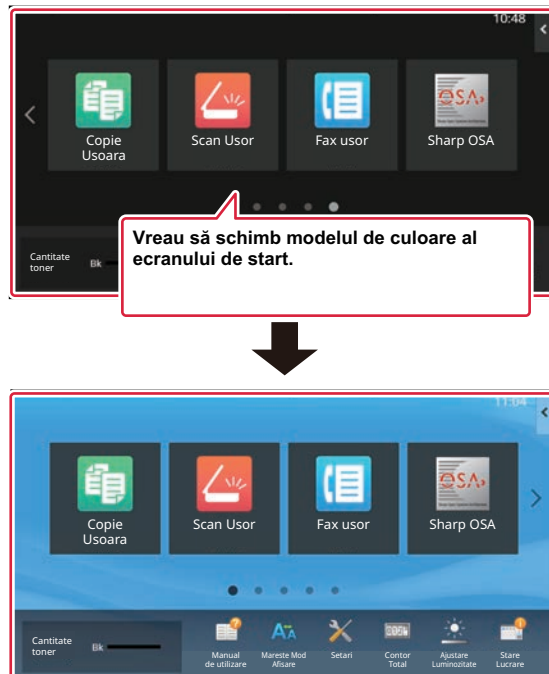 10:48
Copie
Usoara
Scan Usor
Fax usor
Sharp OSA
OSA
Vreau să schimb modelul de culoare al
ecranului de start.
Cantitate
toner
Bk
11:04
Copie
Usoara
Scan Usor
Fax usor
Sharp OSA
OSA
Cantitate
toner
Bk
Manual
de utilizare
Mareste Mod
Afisare
Setari
Contor
Total
Ajustare
Luminozitate
Stare
Lucrare